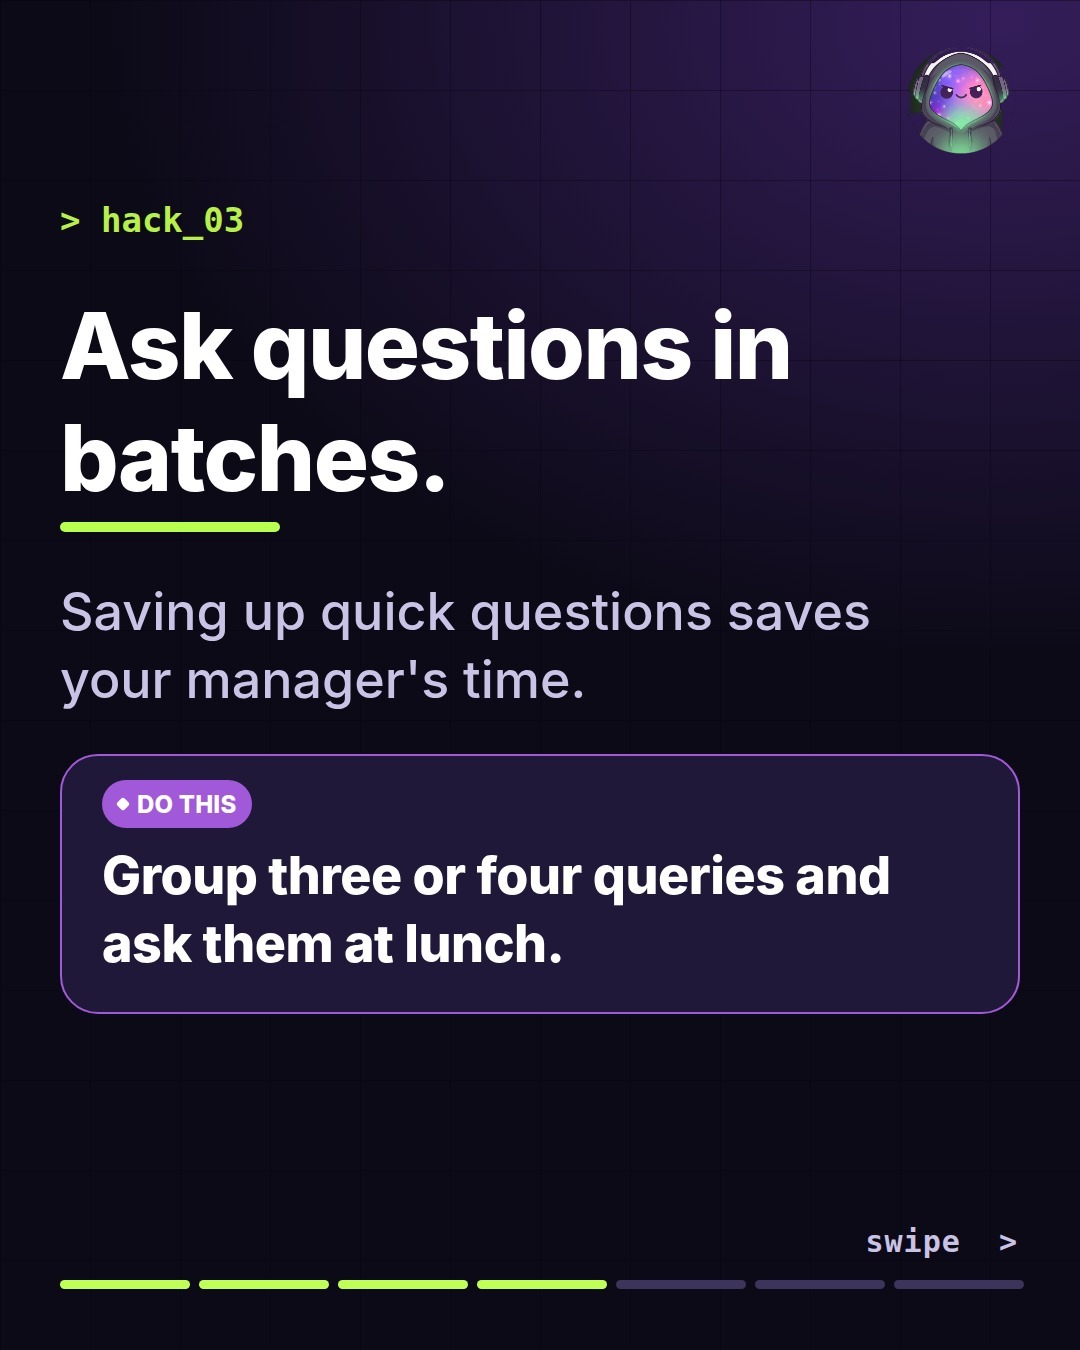 > hack_03
Ask questions in
batches.
Saving up quick questions saves
your manager's time.
DO THIS
Group three or four queries and
ask them at lunch.
swipe >